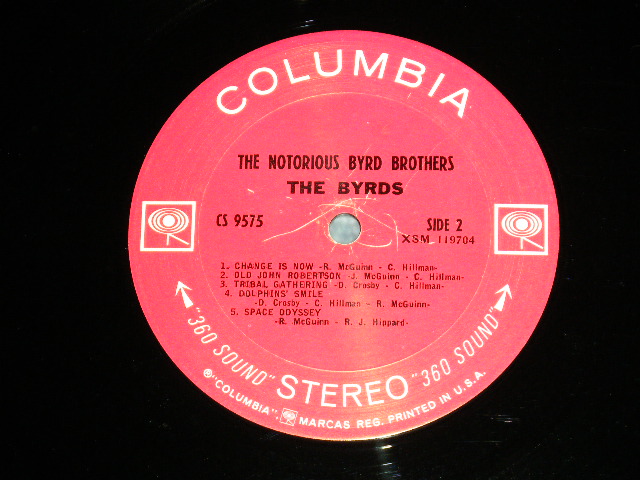 COLUMBIA
THE NOTORIOUS BYRD BROTHERS
THE BYRDS
CS 9575
SIDE 2
XSM 119704
1. CHANGE IS NOW -R. McGuinn - C. Hillman-
2. OLD JOHN ROBERTSON -J. McGuinn - C. Hillman-
3. TRIBAL GATHERING -D. Crosby - C. Hillman-
4. DOLPHINS' SMILE
-D. Crosby - C. Hillman - R. McGuinn-
5. SPACE ODYSSEY
-R. McGuinn - R. J. Hippard-
"360 SOUND" STEREO "360 SOUND"
® "COLUMBIA", MARCAS REG. PRINTED IN U.S.A.